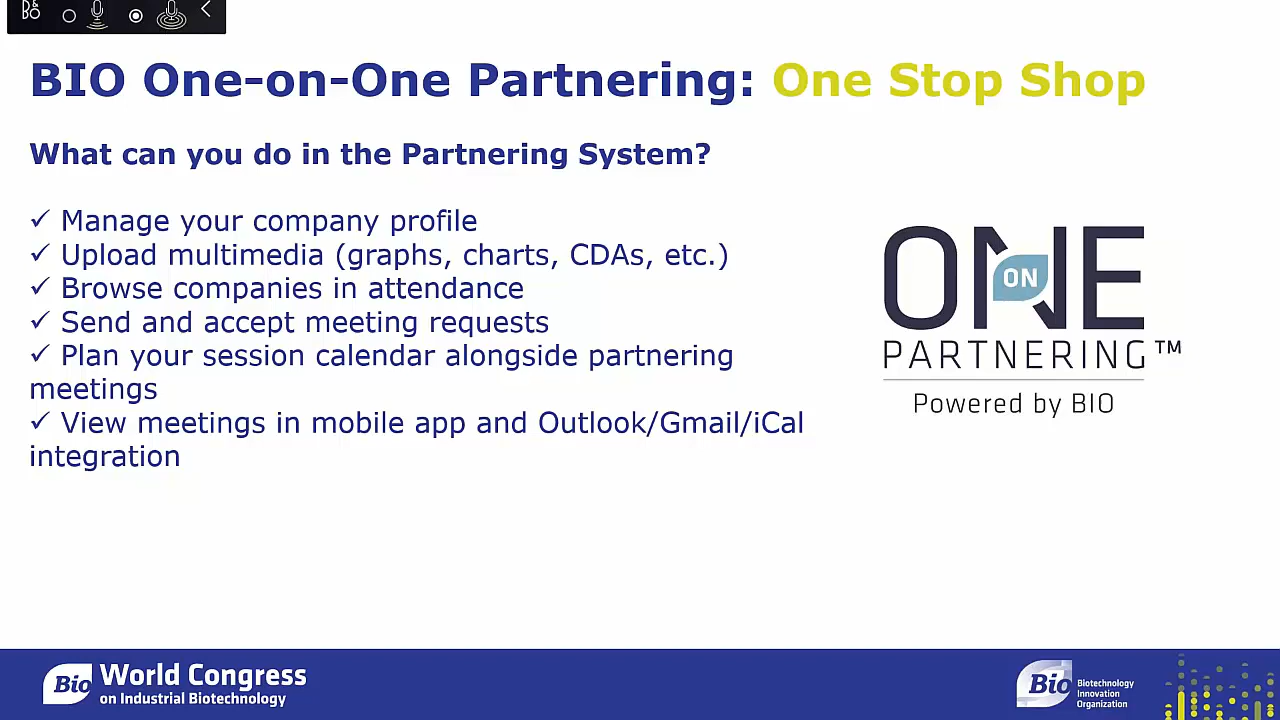 B&O
BIO One-on-One Partnering: One Stop Shop
What can you do in the Partnering System?
✓ Manage your company profile
✓ Upload multimedia (graphs, charts, CDAs, etc.)
✓ Browse companies in attendance
✓ Send and accept meeting requests
✓ Plan your session calendar alongside partnering
meetings
✓ View meetings in mobile app and Outlook/Gmail/iCal
integration
ONE
ON
PARTNERING™
Powered by BIO
Bio World Congress
on Industrial Biotechnology
Bio
Biotechnology
Innovation
Organization